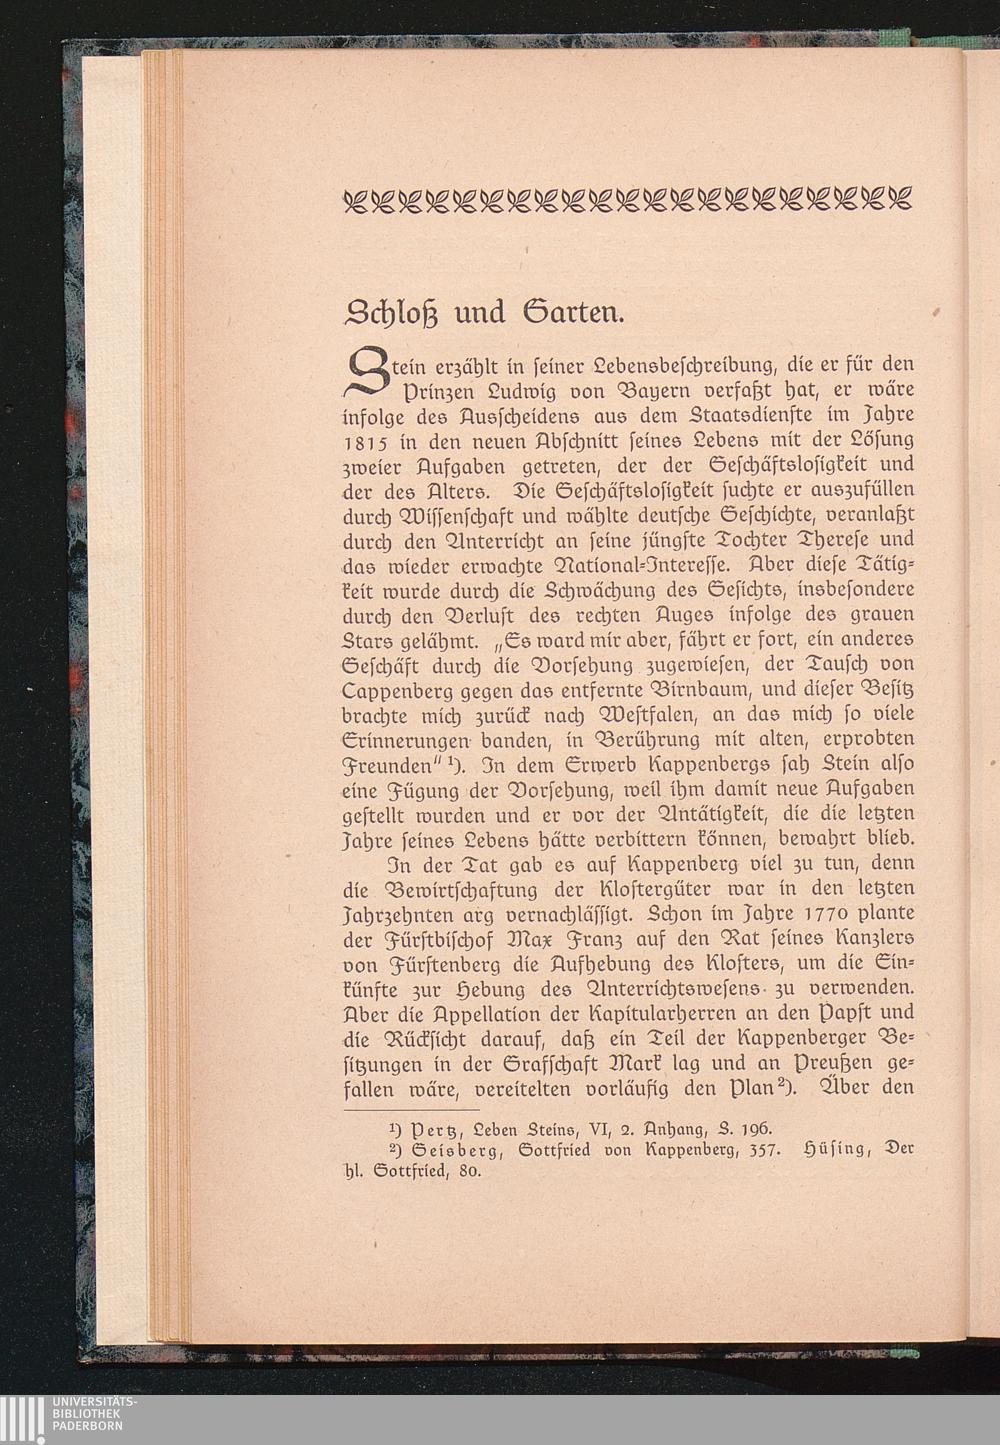 Schloß und Garten.
Stein erzählt in seiner Lebensbeschreibung, die er für den
Prinzen Ludwig von Bayern verfaßt hat, er wäre
infolge des Ausscheidens aus dem Staatsdienste im Jahre
1815 in den neuen Abschnitt seines Lebens mit der Lösung
zweier Aufgaben getreten, der der Geschäftslosigkeit und
der des Alters. Die Geschäftslosigkeit suchte er auszufüllen
durch Wissenschaft und wählte deutsche Geschichte, veranlaßt
durch den Unterricht an seine jüngste Tochter Therese und
das wieder erwachte National-Interesse. Aber diese Tätig-
keit wurde durch die Schwächung des Gesichts, insbesondere
durch den Verlust des rechten Auges infolge des grauen
Stars gelähmt. „Es ward mir aber, fährt er fort, ein anderes
Geschäft durch die Vorsehung zugewiesen, der Tausch von
Cappenberg gegen das entfernte Birnbaum, und dieser Besitz
brachte mich zurück nach Westfalen, an das mich so viele
Erinnerungen banden, in Berührung mit alten, erprobten
Freunden“ ¹). In dem Erwerb Kappenbergs sah Stein also
eine Fügung der Vorsehung, weil ihm damit neue Aufgaben
gestellt wurden und er vor der Untätigkeit, die die letzten
Jahre seines Lebens hätte verbittern können, bewahrt blieb.
In der Tat gab es auf Kappenberg viel zu tun, denn
die Bewirtschaftung der Klostergüter war in den letzten
Jahrzehnten arg vernachlässigt. Schon im Jahre 1770 plante
der Fürstbischof Max Franz auf den Rat seines Kanzlers
von Fürstenberg die Aufhebung des Klosters, um die Ein-
künfte zur Hebung des Unterrichtswesens zu verwenden.
Aber die Appellation der Kapitularherren an den Papst und
die Rücksicht darauf, daß ein Teil der Kappenberger Be-
sitzungen in der Grafschaft Mark lag und an Preußen ge-
fallen wäre, vereitelten vorläufig den Plan ²). Über den
¹) Pertz, Leben Steins, VI, 2. Anhang, S. 196.
²) Geisberg, Gottfried von Kappenberg, 357. Hüsing, Der
hl. Gottfried, 80.
UNIVERSITÄTS-
BIBLIOTHEK
PADERBORN